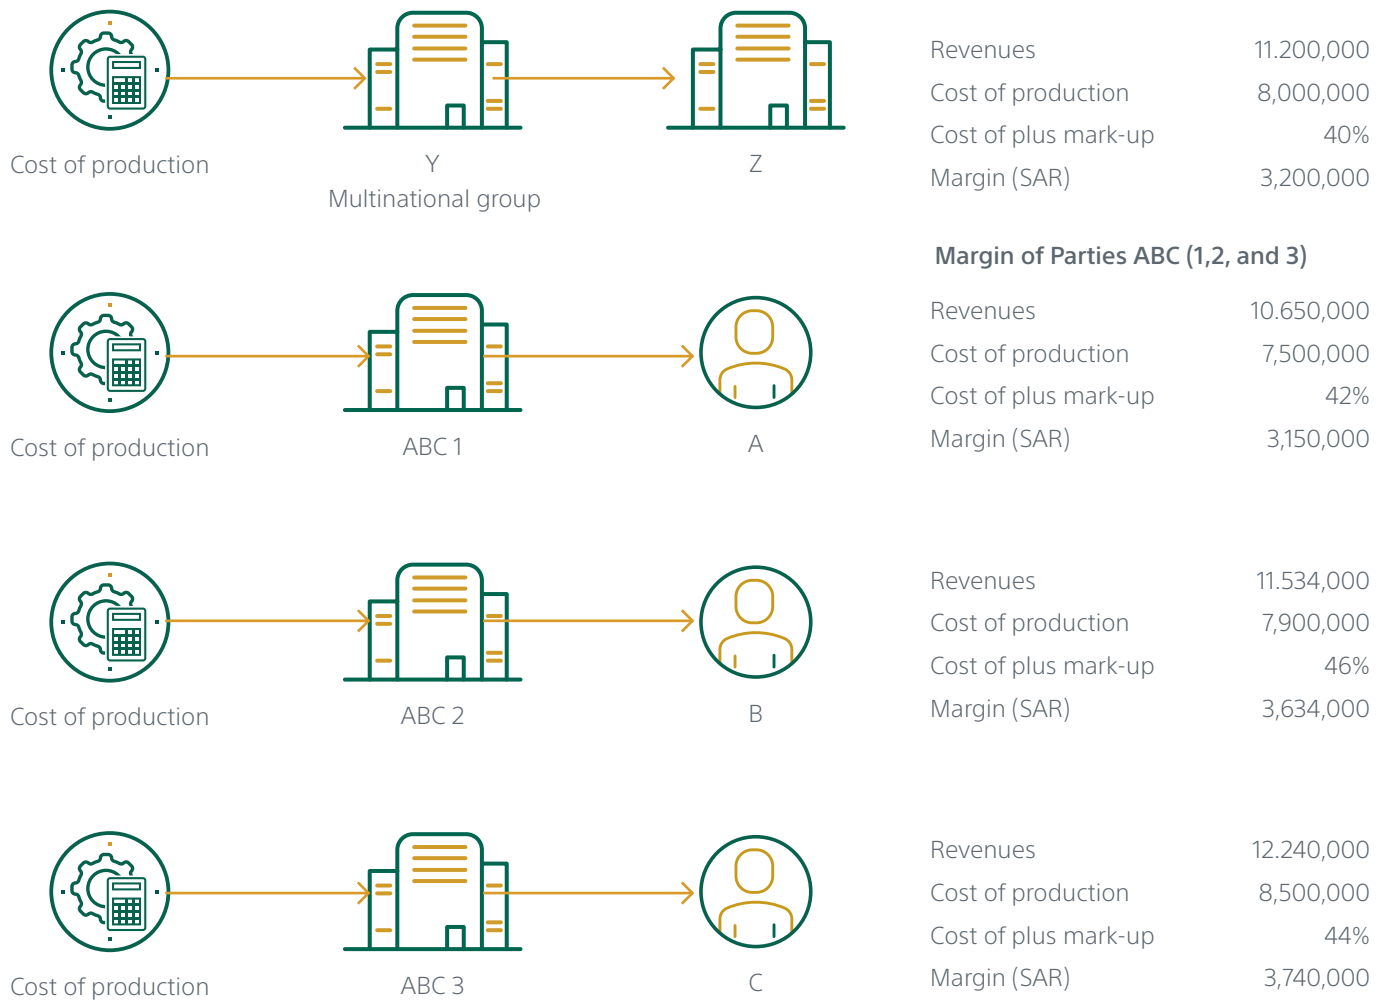 Revenues 11.200,000
Cost of production 8,000,000
Cost of plus mark-up 40%
Margin (SAR) 3,200,000
Cost of production
Y
Z
Multinational group
Margin of Parties ABC (1,2, and 3)
Revenues 10.650,000
Cost of production 7,500,000
Cost of plus mark-up 42%
Margin (SAR) 3,150,000
Cost of production
ABC 1
A
Revenues 11.534,000
Cost of production 7,900,000
Cost of plus mark-up 46%
Margin (SAR) 3,634,000
Cost of production
ABC 2
B
Revenues 12.240,000
Cost of production 8,500,000
Cost of plus mark-up 44%
Margin (SAR) 3,740,000
Cost of production
ABC 3
C